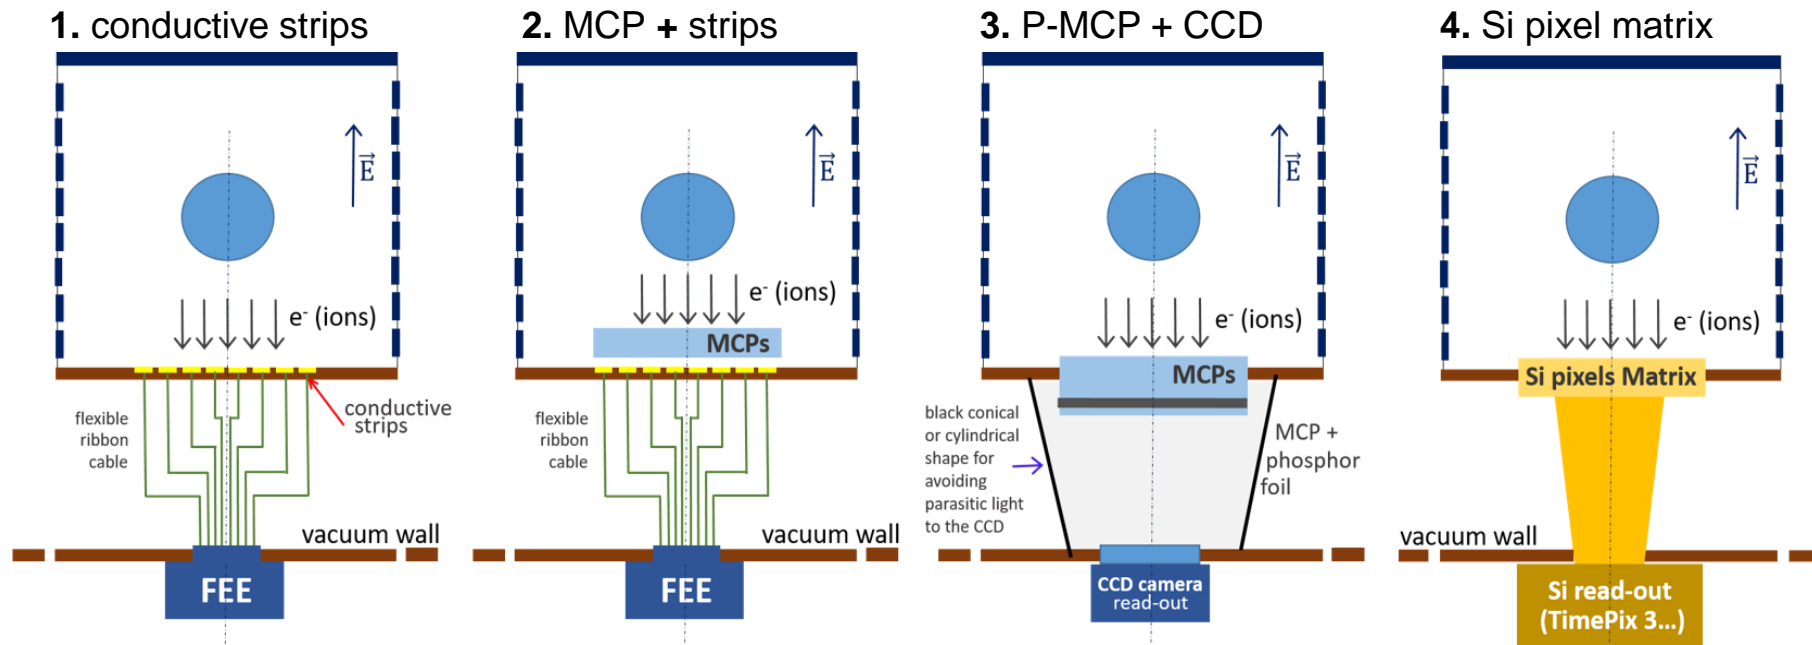 1. conductive strips
E
e- (ions)
flexible
ribbon
cable
conductive
strips
vacuum wall
FEE
2. MCP + strips
E
e- (ions)
MCPs
flexible
ribbon
cable
vacuum wall
FEE
3. P-MCP + CCD
E
e- (ions)
MCPs
black conical
or cylindrical
shape for
avoiding
parasitic light
to the CCD
MCP +
phosphor
foil
CCD camera
read-out
4. Si pixel matrix
E
e- (ions)
Si pixels Matrix
vacuum wall
Si read-out
(TimePix 3...)